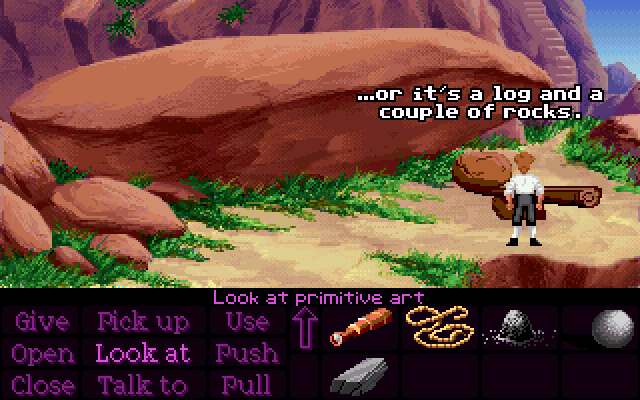 …or it's a log and a
couple of rocks.
Look at primitive art
Give Pick up Use
Open Look at Push
Close Talk to Pull